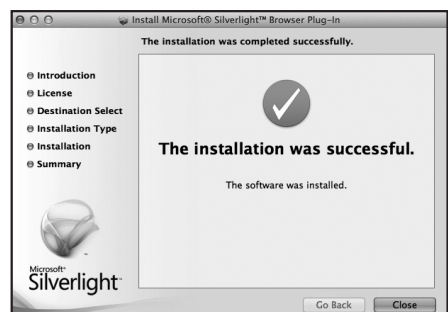 Install Microsoft® Silverlight™ Browser Plug-In
The installation was completed successfully.
Introduction
License
Destination Select
Installation Type
Installation
Summary
The installation was successful.
The software was installed.
Microsoft®
Silverlight™
Go Back
Close